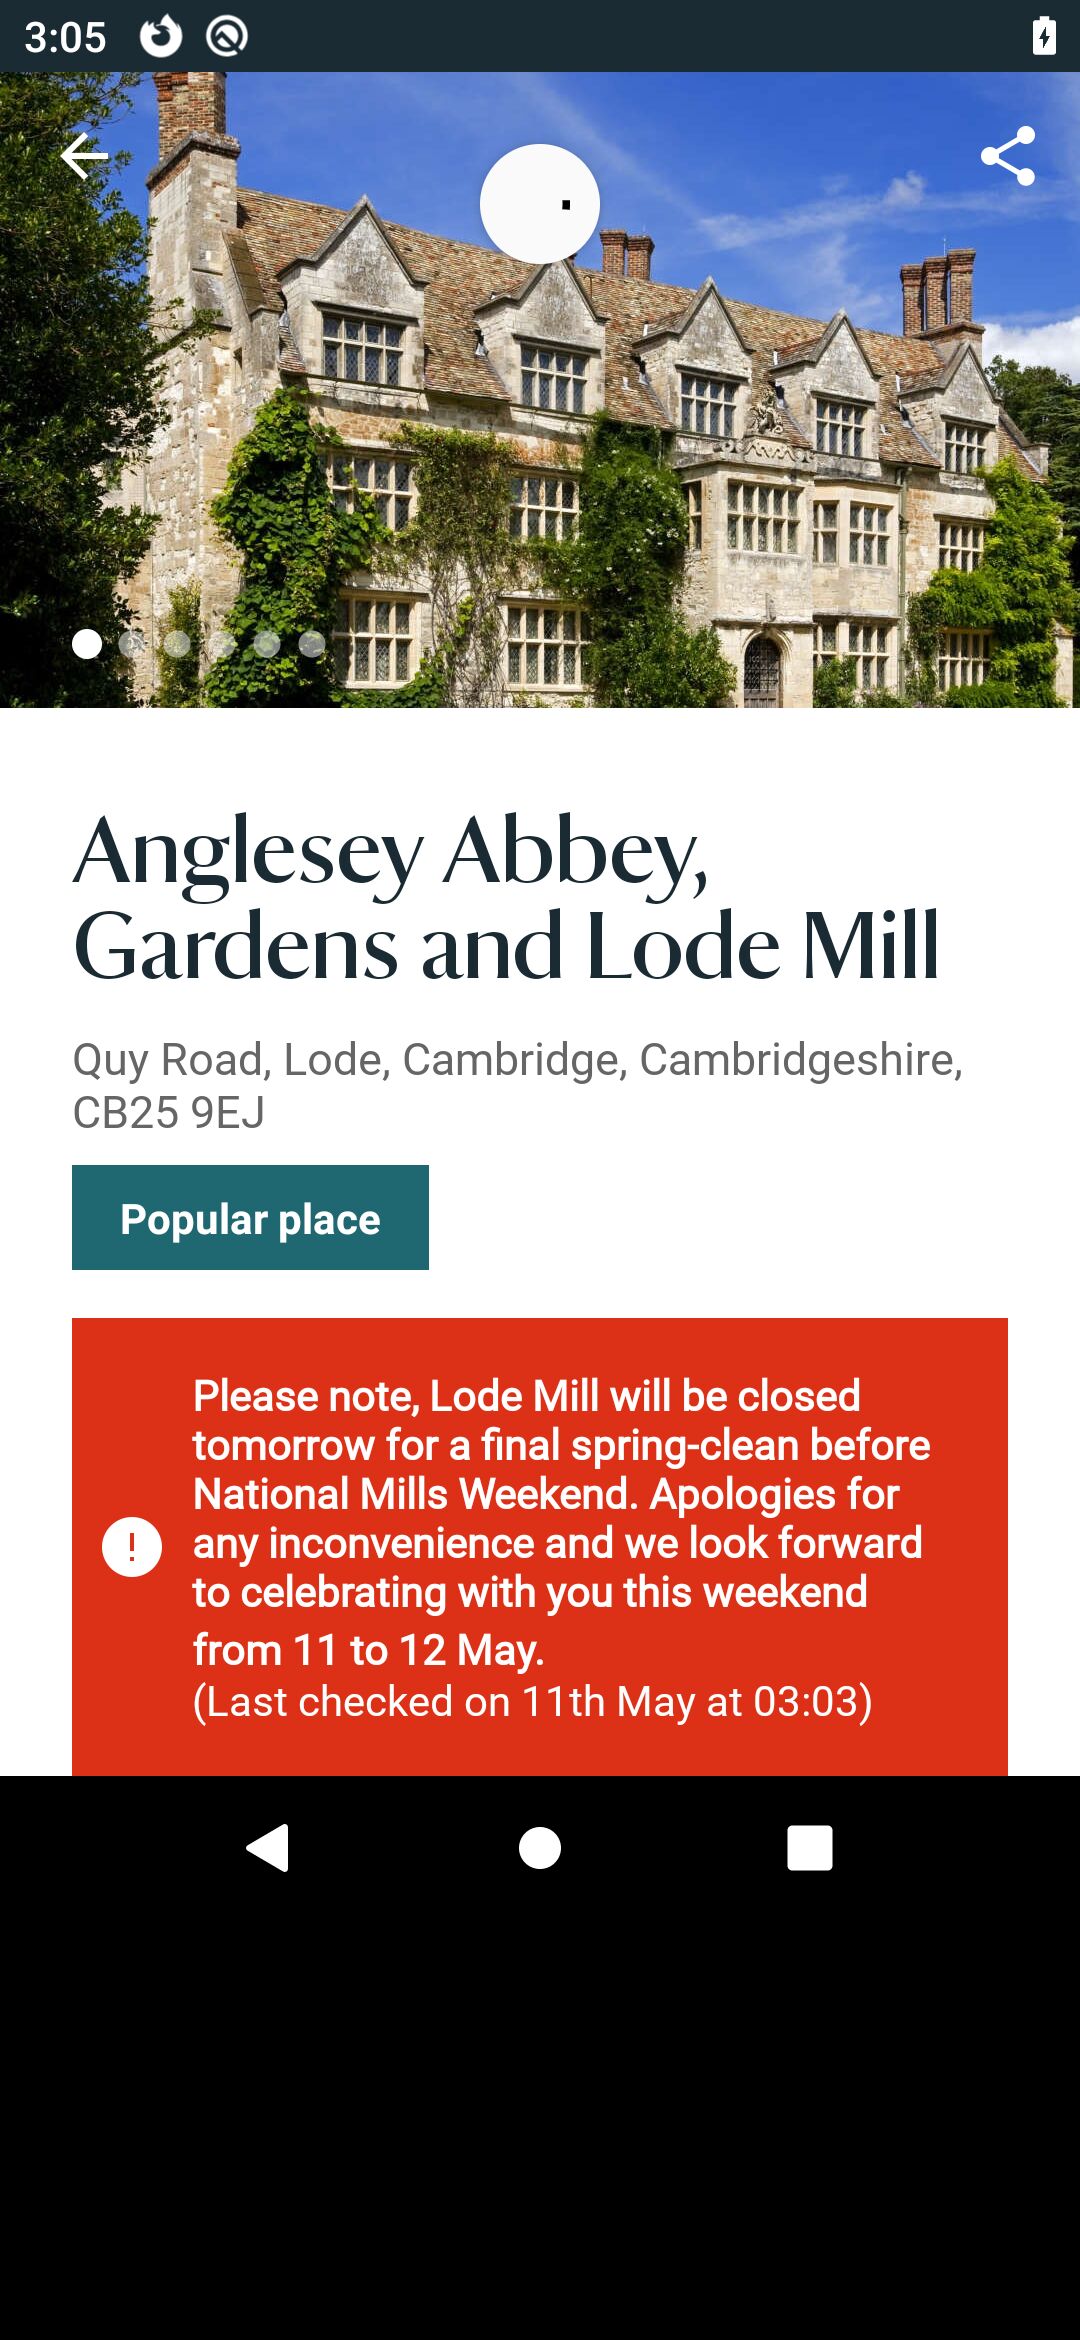 3:05
Anglesey Abbey,
Gardens and Lode Mill
Quy Road, Lode, Cambridge, Cambridgeshire,
CB25 9EJ
Popular place
Please note, Lode Mill will be closed
tomorrow for a final spring-clean before
National Mills Weekend. Apologies for
any inconvenience and we look forward
to celebrating with you this weekend
from 11 to 12 May.
(Last checked on 11th May at 03:03)